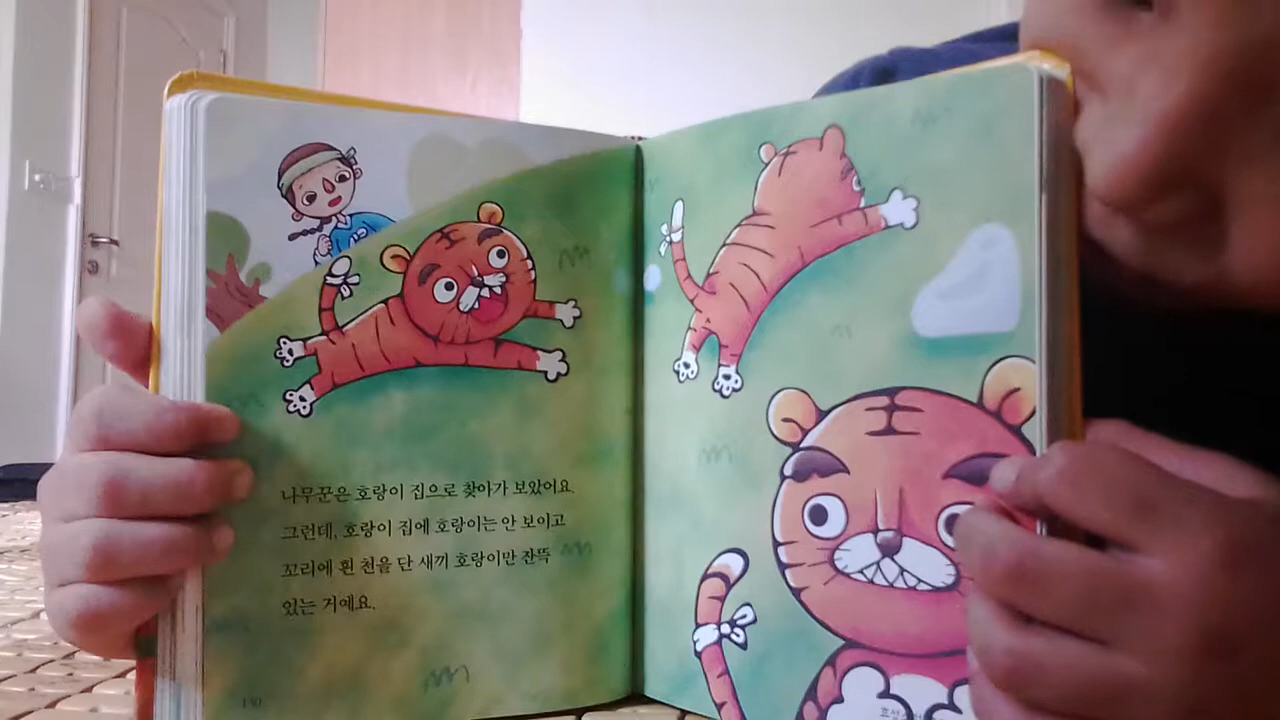 나무꾼은 호랑이 집으로 찾아가 보았어요.
그런데, 호랑이 집에 호랑이는 안 보이고
꼬리에 흰 천을 단 새끼 호랑이만 잔뜩
있는 거예요.
130